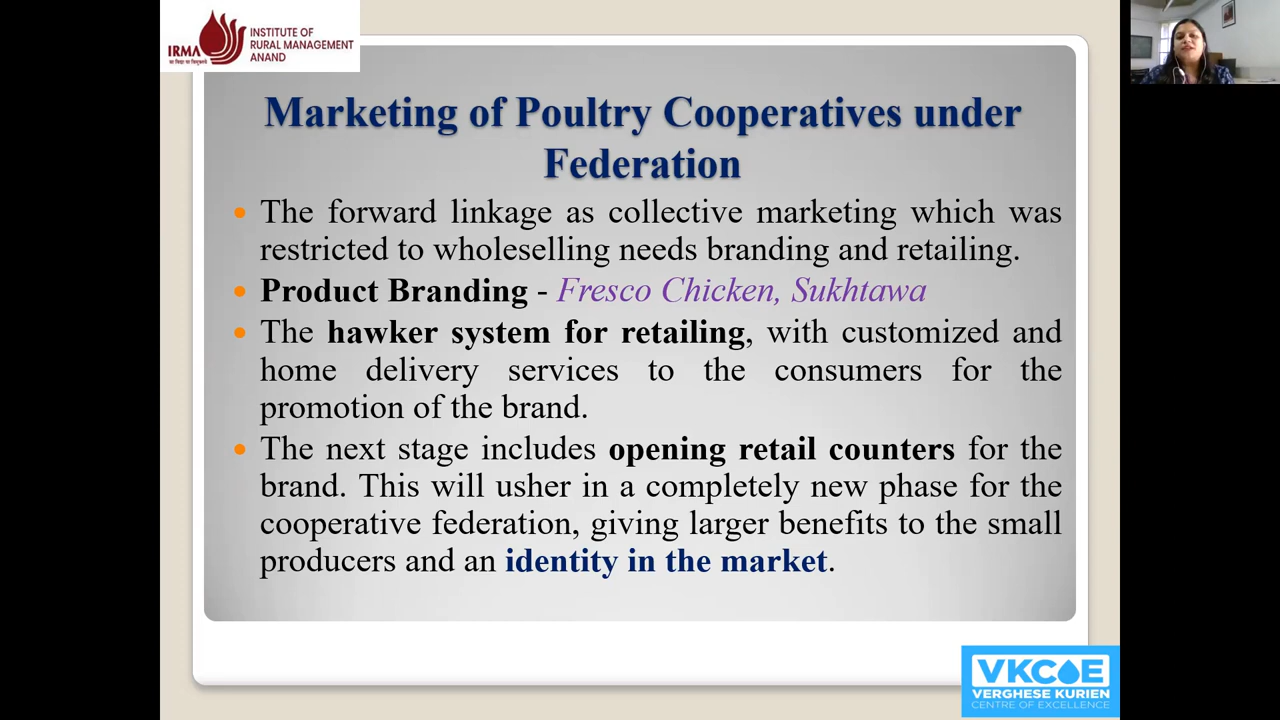 IRMA
INSTITUTE OF
RURAL MANAGEMENT
ANAND
Marketing of Poultry Cooperatives under
Federation
• The forward linkage as collective marketing which was
restricted to wholeselling needs branding and retailing.
• Product Branding - Fresco Chicken, Sukhtawa
• The hawker system for retailing, with customized and
home delivery services to the consumers for the
promotion of the brand.
• The next stage includes opening retail counters for the
brand. This will usher in a completely new phase for the
cooperative federation, giving larger benefits to the small
producers and an identity in the market.
VKCOE
VERGHESE KURIEN
CENTRE OF EXCELLENCE